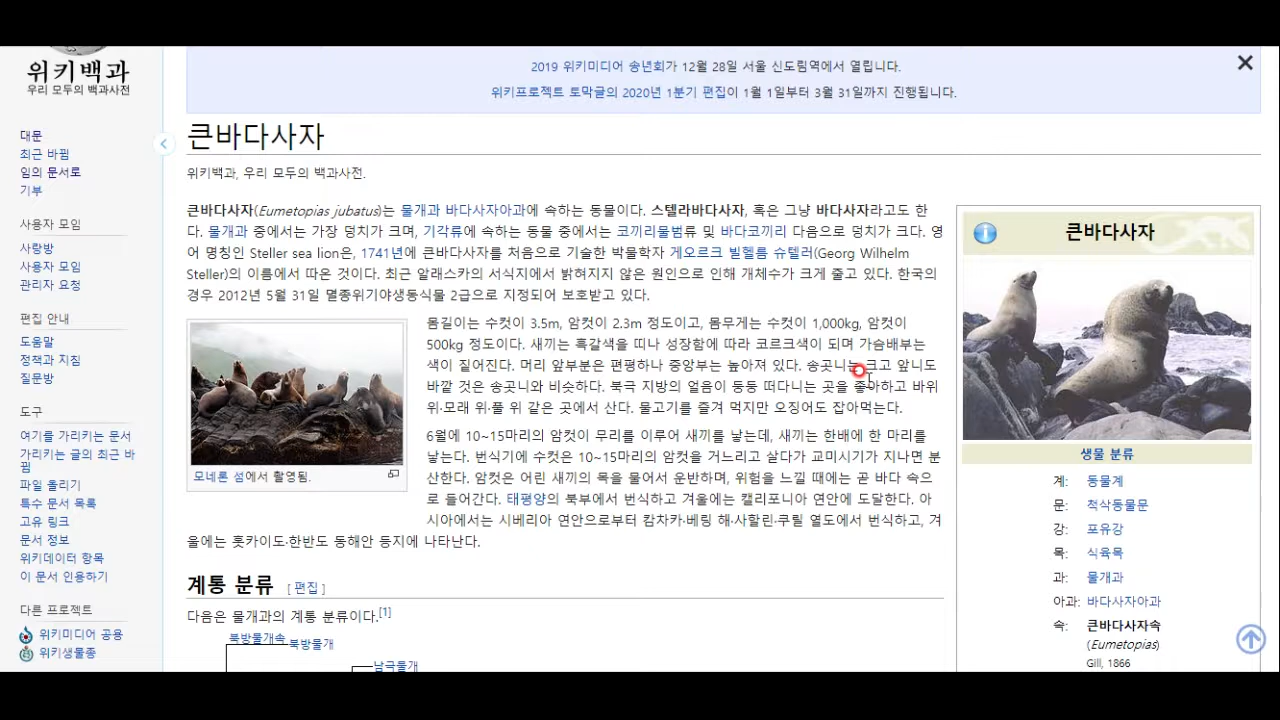 위키백과
우리 모두의 백과사전
대문
최근 바뀜
임의 문서로
기부
사용자 모임
사랑방
사용자 모임
관리자 요청
편집 안내
도움말
정책과 지침
질문방
도구
여기를 가리키는 문서
가리키는 글의 최근 바
뀜
파일 올리기
특수 문서 목록
고유 링크
문서 정보
위키데이터 항목
이 문서 인용하기
다른 프로젝트
위키미디어 공용
위키생물종
2019 위키미디어 송년회가 12월 28일 서울 신도림역에서 열립니다.
위키프로젝트 토막글의 2020년 1분기 편집이 1월 1일부터 3월 31일까지 진행됩니다.
큰바다사자
위키백과, 우리 모두의 백과사전.
큰바다사자(Eumetopias jubatus)는 물개과 바다사자아과에 속하는 동물이다. 스텔라바다사자, 혹은 그냥 바다사자라고도 한
다. 물개과 중에서는 가장 덩치가 크며, 기각류에 속하는 동물 중에서는 코끼리물범류 및 바다코끼리 다음으로 덩치가 크다. 영
어 명칭인 Steller sea lion은, 1741년에 큰바다사자를 처음으로 기술한 박물학자 게오르크 빌헬름 슈텔러(Georg Wilhelm
Steller)의 이름에서 따온 것이다. 최근 알래스카의 서식지에서 밝혀지지 않은 원인으로 인해 개체수가 크게 줄고 있다. 한국의
경우 2012년 5월 31일 멸종위기야생동식물 2급으로 지정되어 보호받고 있다.
모네론 섬에서 촬영됨.
몸길이는 수컷이 3.5m, 암컷이 2.3m 정도이고, 몸무게는 수컷이 1,000kg, 암컷이
500kg 정도이다. 새끼는 흑갈색을 띠나 성장함에 따라 코르크색이 되며 가슴배부는
색이 짙어진다. 머리 앞부분은 편평하나 중앙부는 높아져 있다. 송곳니는 크고 앞니도
바깥 것은 송곳니와 비슷하다. 북극 지방의 얼음이 둥둥 떠다니는 곳을 좋아하고 바위
위·모래 위·풀 위 같은 곳에서 산다. 물고기를 즐겨 먹지만 오징어도 잡아먹는다.
6월에 10~15마리의 암컷이 무리를 이루어 새끼를 낳는데, 새끼는 한배에 한 마리를
낳는다. 번식기에 수컷은 10~15마리의 암컷을 거느리고 살다가 교미시기가 지나면 분
산한다. 암컷은 어린 새끼의 목을 물어서 운반하며, 위험을 느낄 때에는 곧 바다 속으
로 들어간다. 태평양의 북부에서 번식하고 겨울에는 캘리포니아 연안에 도달한다. 아
시아에서는 시베리아 연안으로부터 캄차카·베링 해·사할린·쿠릴 열도에서 번식하고, 겨
울에는 홋카이도·한반도 동해안 등지에 나타난다.
계통 분류 [ 편집 ]
다음은 물개과의 계통 분류이다.[1]
북방물개속
북방물개
남극물개
큰바다사자
생물 분류
계: 동물계
문: 척삭동물문
강: 포유강
목: 식육목
과: 물개과
아과: 바다사자아과
속: 큰바다사자속
(Eumetopias)
Gill, 1866